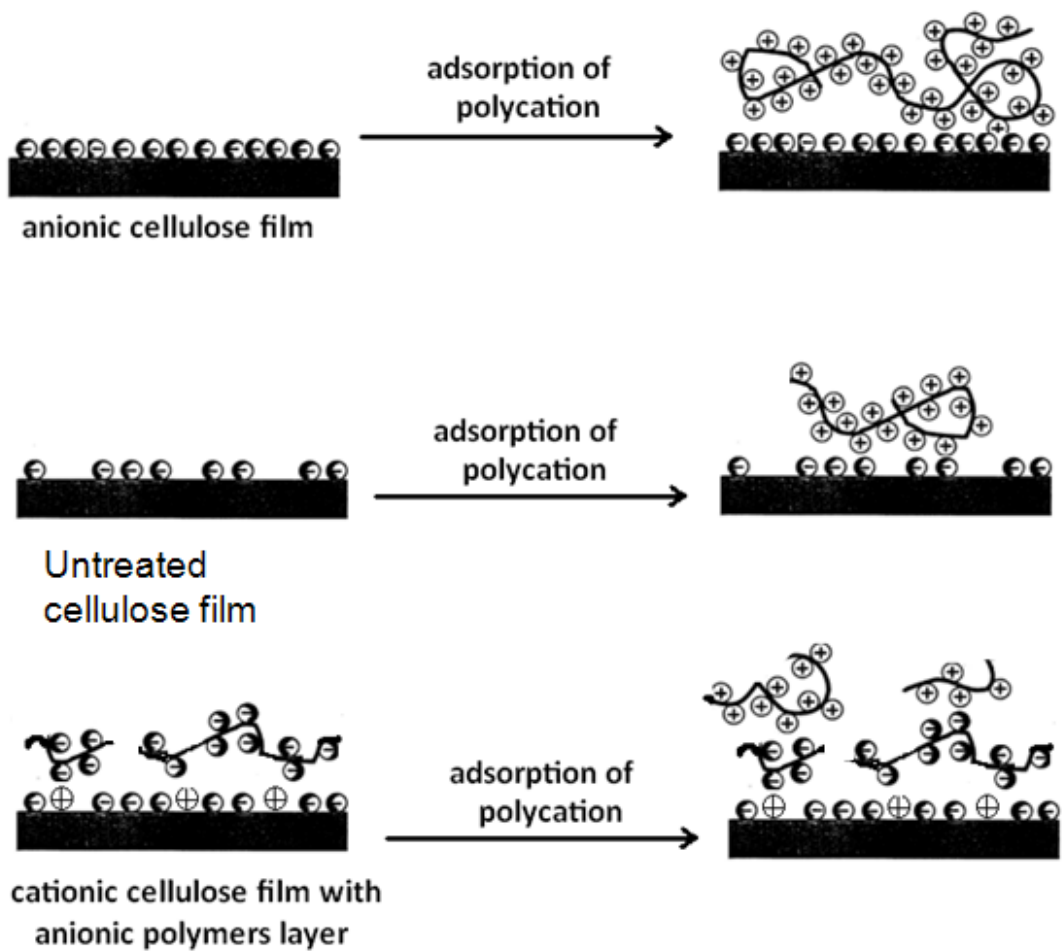 adsorption of
polycation
anionic cellulose film
adsorption of
polycation
Untreated
cellulose film
adsorption of
polycation
cationic cellulose film with
anionic polymers layer